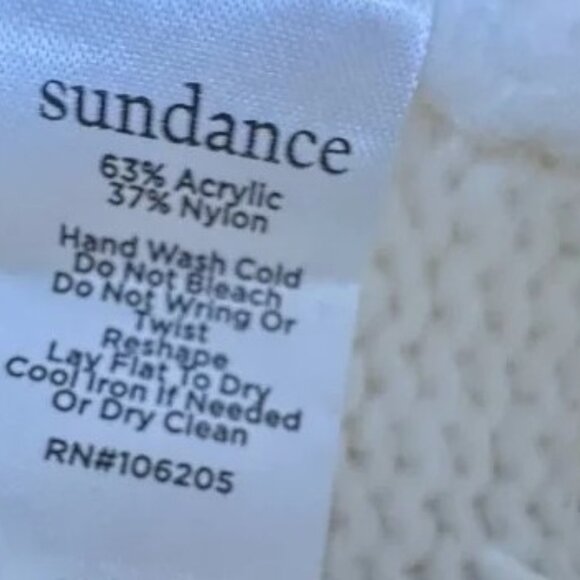 sundance
63% Acrylic
37% Nylon
Hand Wash Cold
Do Not Bleach
Do Not Wring Or
Twist
Reshape
Lay Flat To Dry
Cool Iron If Needed
Or Dry Clean
RN#106205